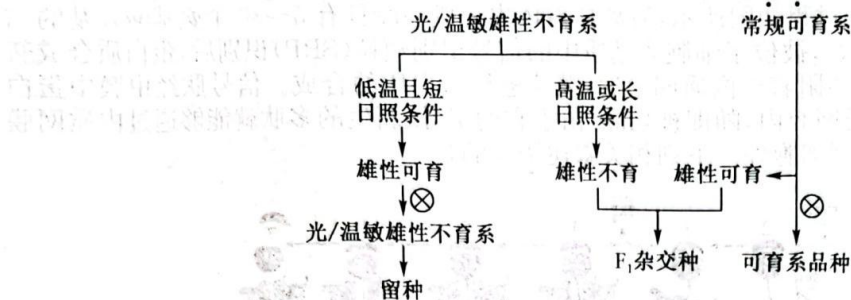 光/温敏雄性不育系 常规可育系
低温且短 高温或长
日照条件 日照条件
雄性可育 雄性不育 雄性可育
光/温敏雄性不育系
F₁杂交种 可育系品种
留种